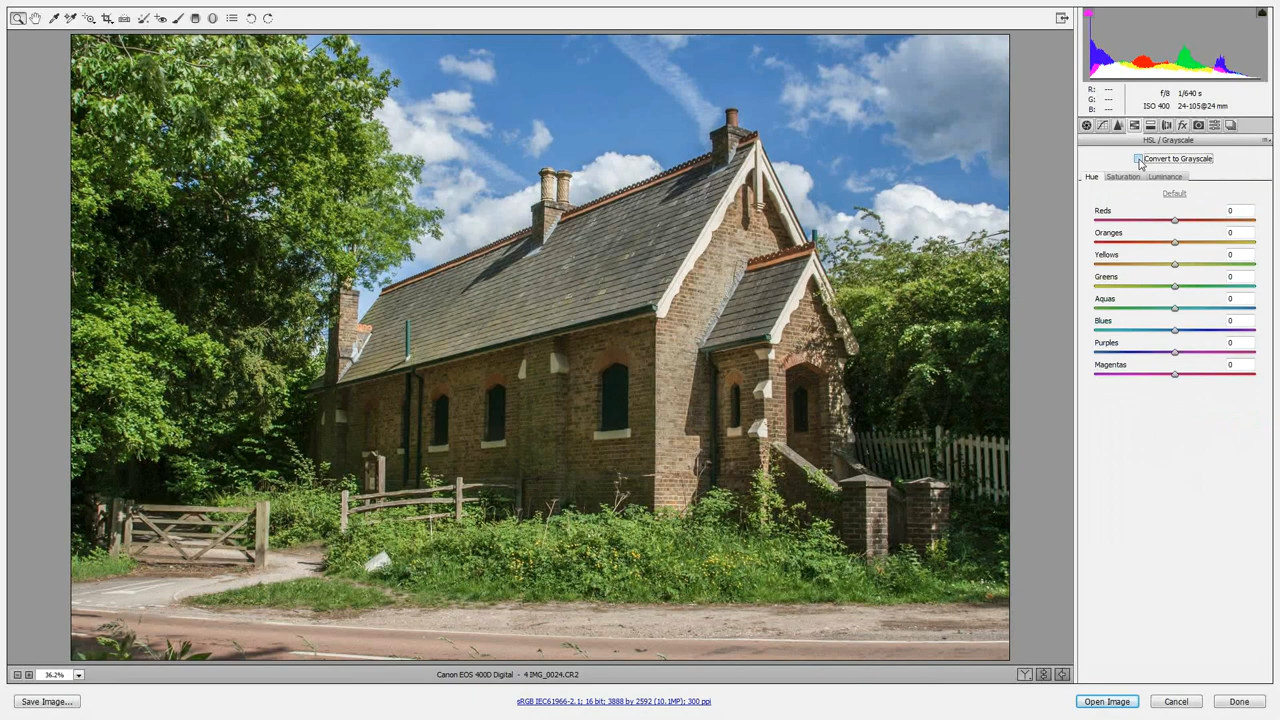 R: ---
G: ---
B: ---
f/8 1/640 s
ISO 400 24-105@24 mm
HSL / Grayscale
Convert to Grayscale
Hue Saturation Luminance
Default
Reds 0
Oranges 0
Yellows 0
Greens 0
Aquas 0
Blues 0
Purples 0
Magentas 0
36.2%
Canon EOS 400D Digital - 4 IMG_0024.CR2
Save Image...
sRGB IEC61966-2.1; 16 bit; 3888 by 2592 (10.1MP); 300 ppi
Open Image
Cancel
Done